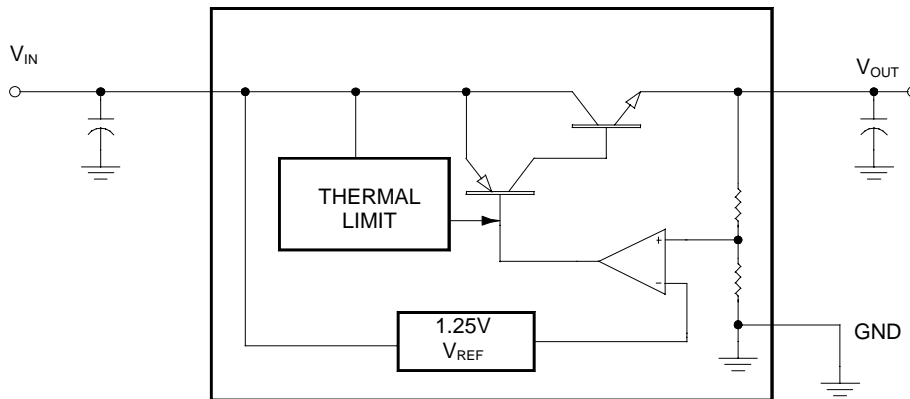 V_IN
V_OUT
THERMAL
LIMIT
+
−
1.25V
V_REF
GND